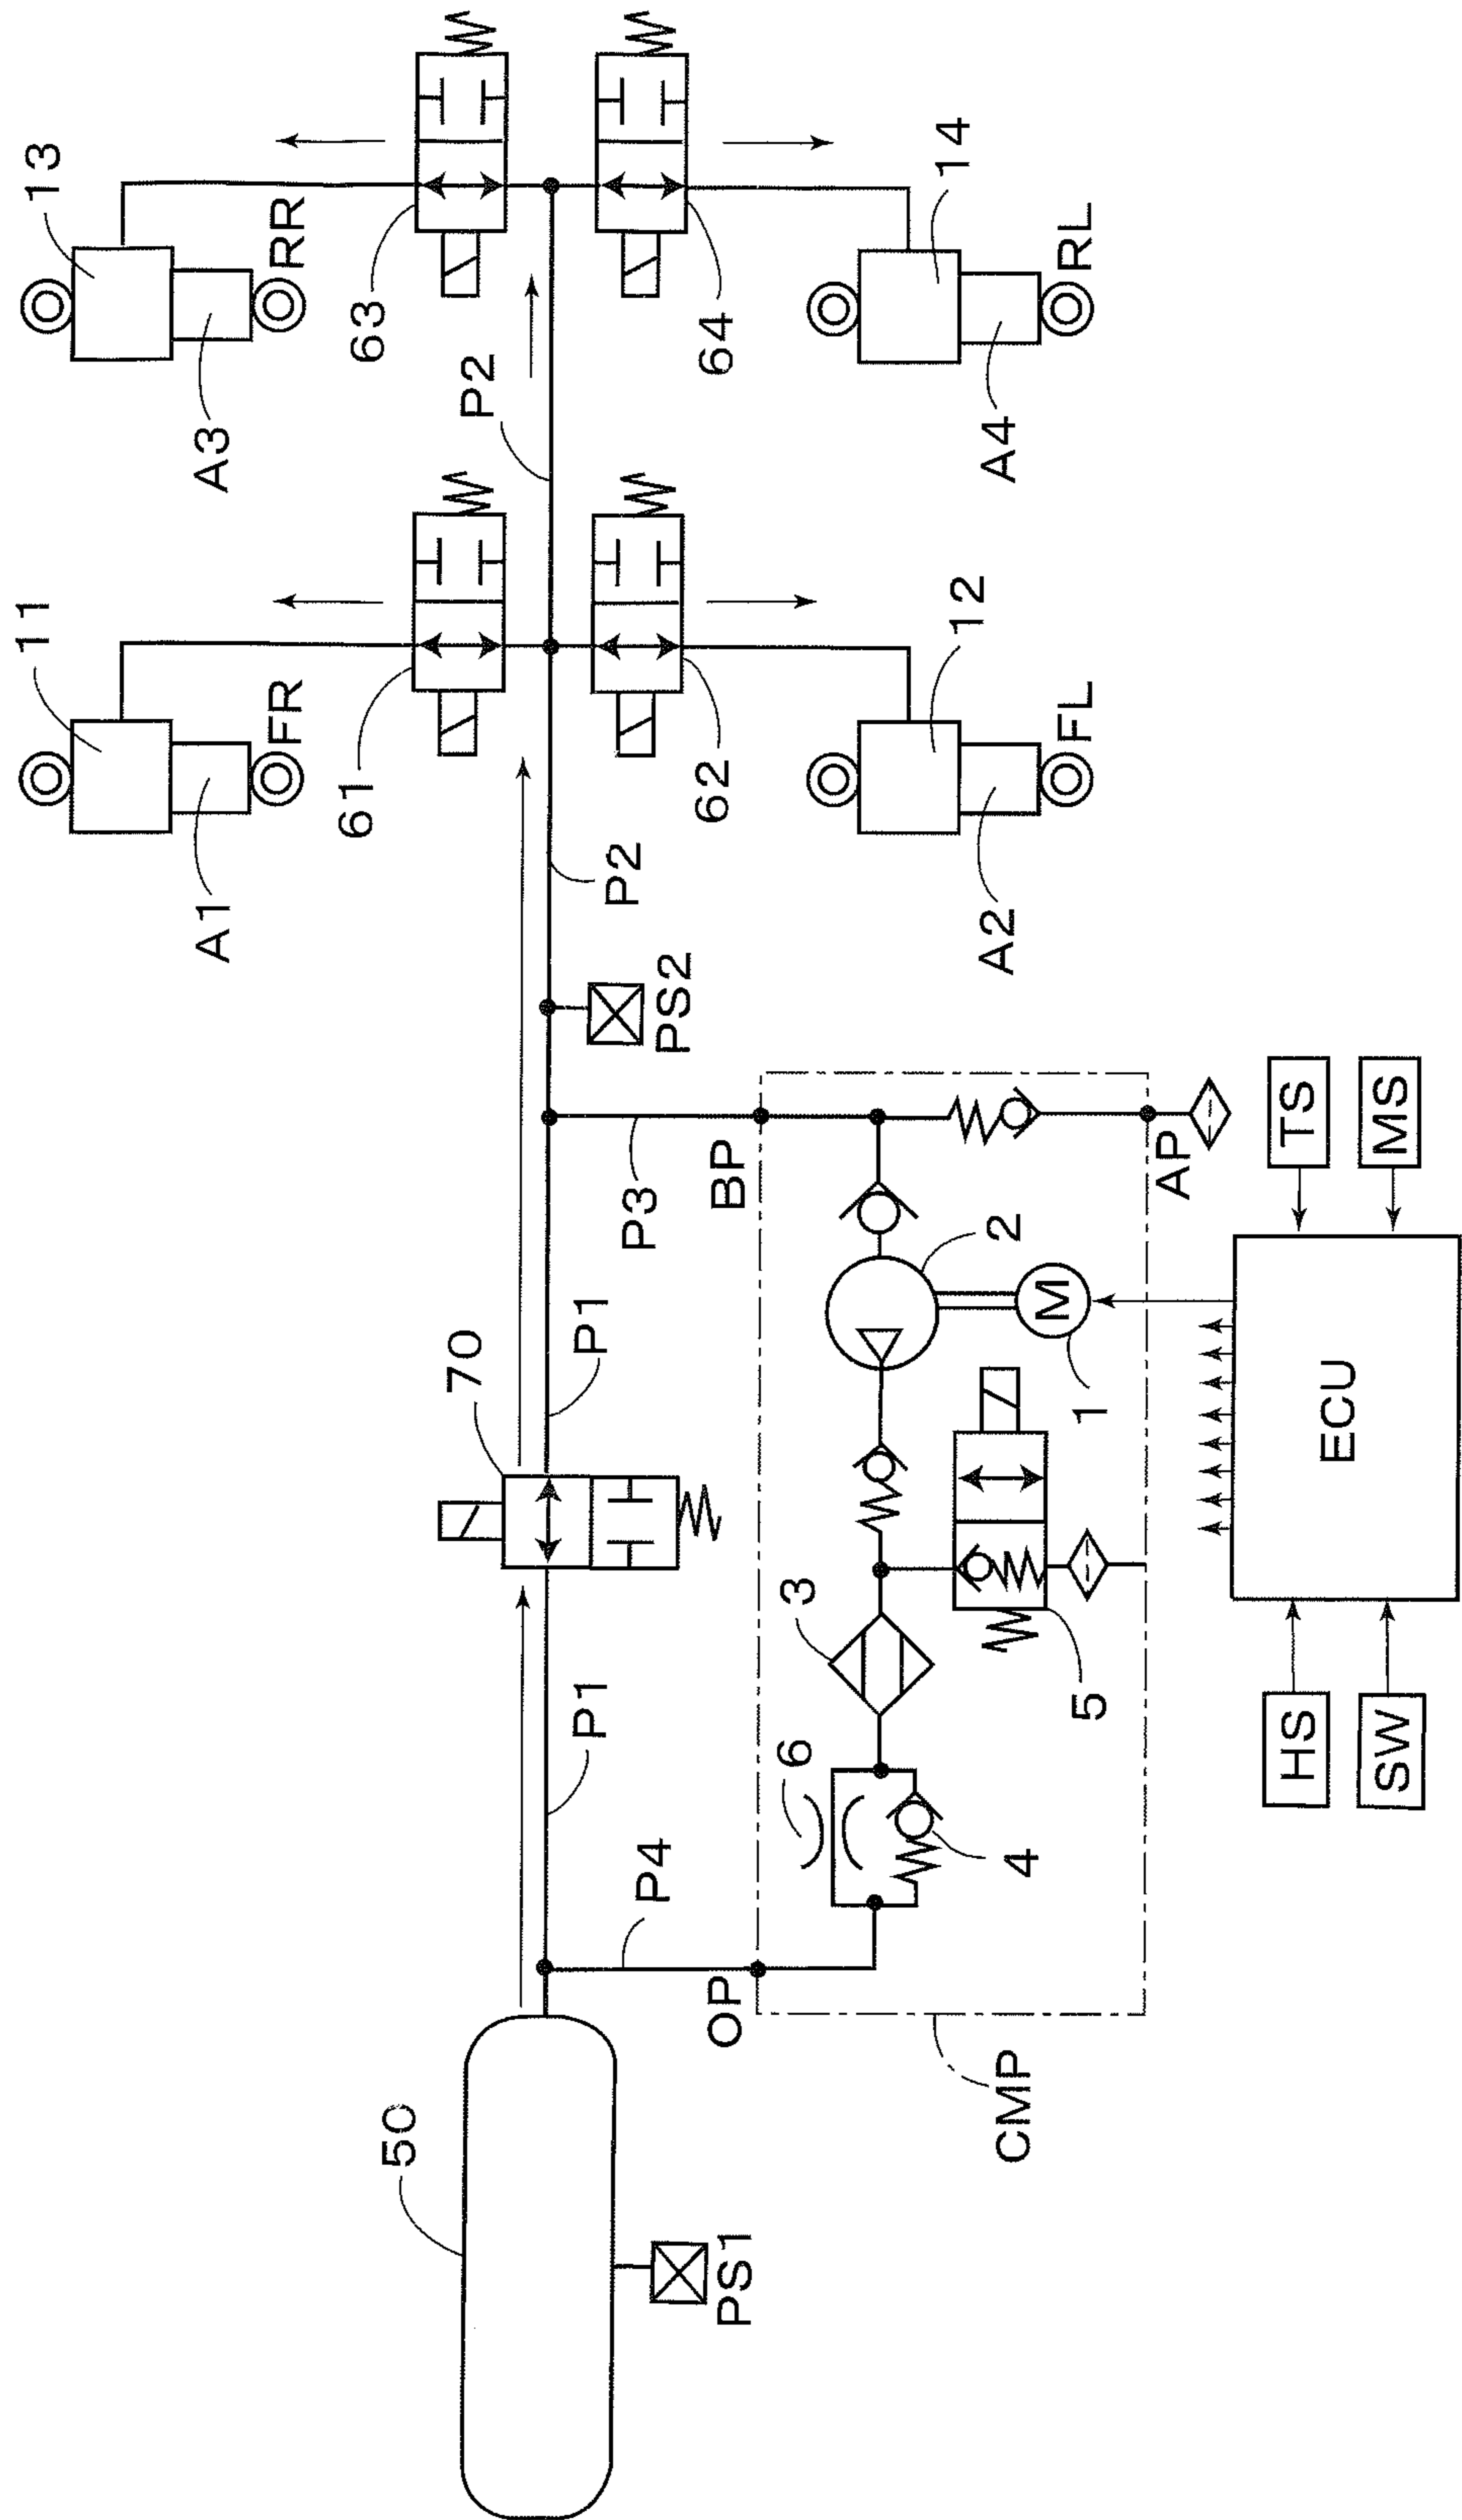 13
RR
A3
63
64
14
RL
A4
P2
11
FR
A1
61
62
12
FL
A2
P2
PS2
P3
BP
AP
TS
MS
2
M
1
ECU
70
P1
3
5
HS
SW
P1
6
4
P4
OP
CMP
50
PS1